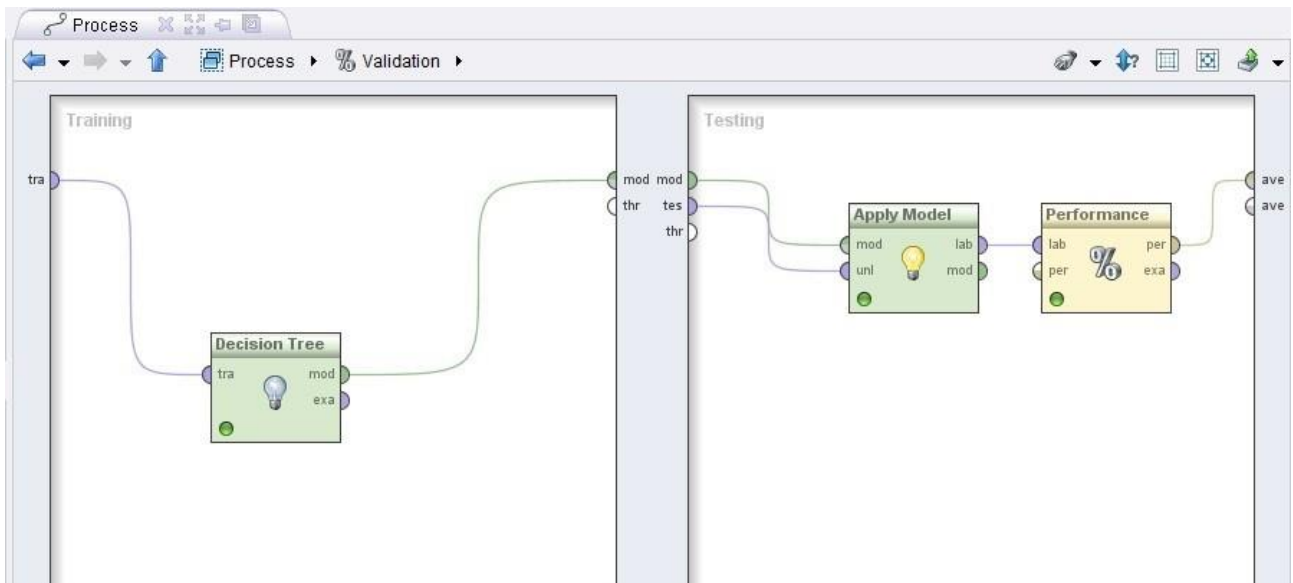 Process
Process Validation
Training
Testing
tra
mod
thr
mod
tes
thr
ave
ave
Decision Tree
tra mod
exa
Apply Model
mod lab
unl mod
Performance
lab per
per exa